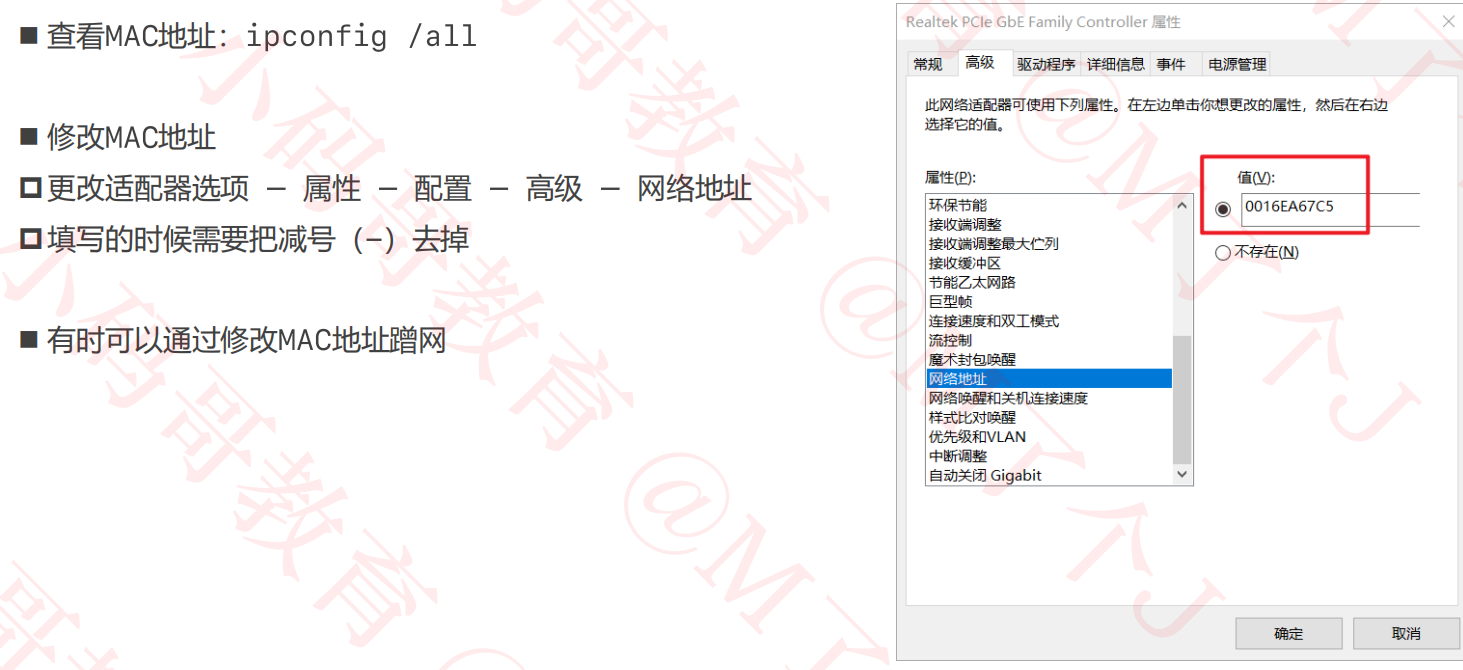 ■ 查看MAC地址：ipconfig /all
■ 修改MAC地址
更改适配器选项 – 属性 – 配置 – 高级 – 网络地址
填写的时候需要把减号（-）去掉
■ 有时可以通过修改MAC地址蹭网
Realtek PCIe GbE Family Controller 属性
常规 高级 驱动程序 详细信息 事件 电源管理
此网络适配器可使用下列属性。在左边单击你想更改的属性，然后在右边
选择它的值。
属性(P):
环保节能
接收端调整
接收端调整最大伫列
接收缓冲区
节能乙太网路
巨型帧
连接速度和双工模式
流控制
魔术封包唤醒
网络地址
网络唤醒和关机连接速度
样式比对唤醒
优先级和VLAN
中断调整
自动关闭 Gigabit
值(V):
0016EA67C5
不存在(N)
确定 取消
小码哥教育 @M了个J